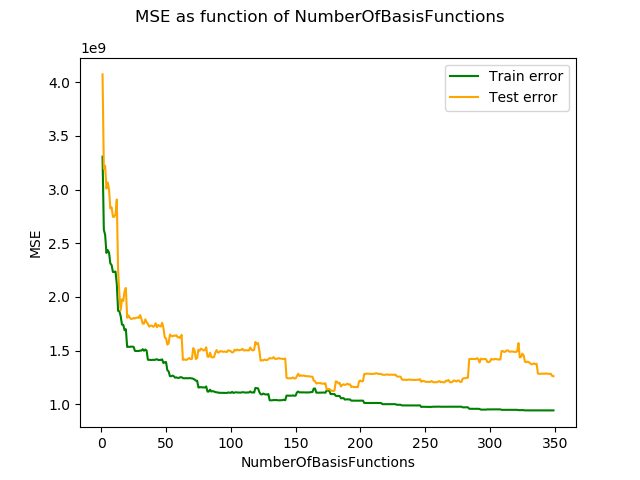 MSE as function of NumberOfBasisFunctions
1e9
Train error
Test error
4.0
3.5
3.0
2.5
2.0
1.5
1.0
MSE
0 50 100 150 200 250 300 350
NumberOfBasisFunctions